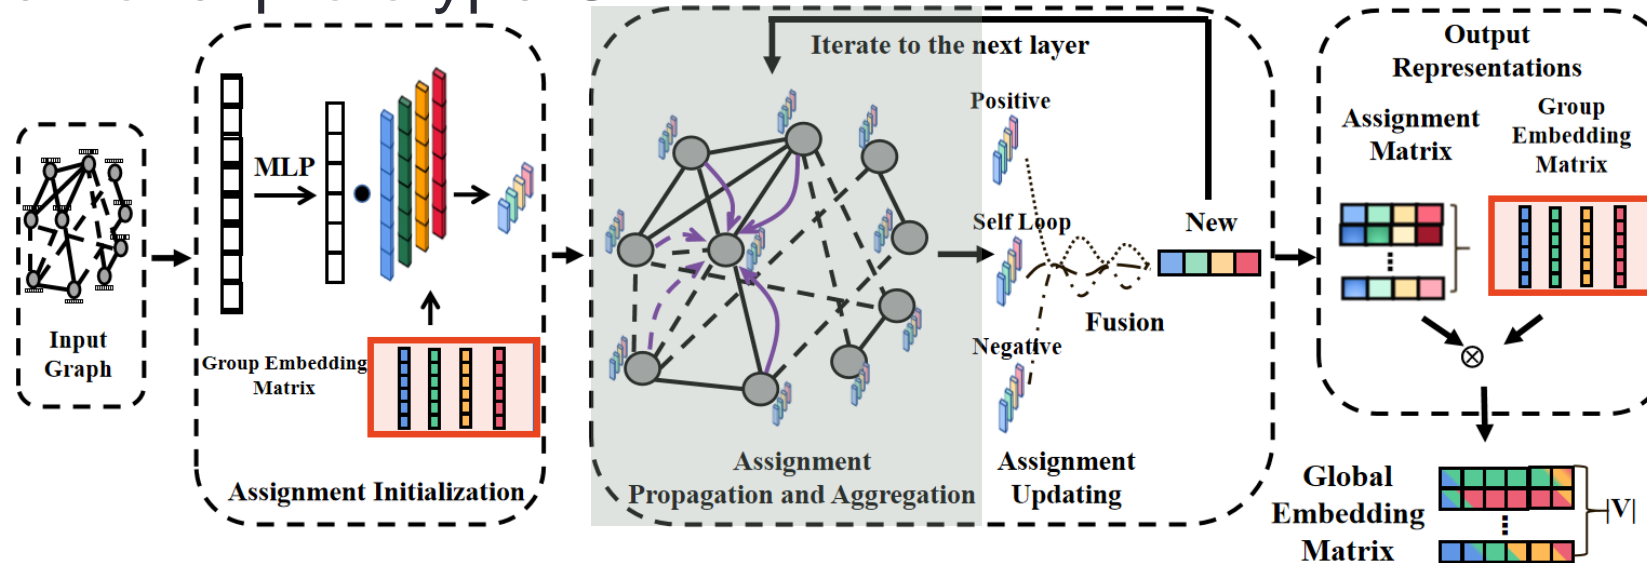 Input
Graph
MLP
Group Embedding
Matrix
Assignment Initialization
Iterate to the next layer
Assignment
Propagation and Aggregation
Positive
Self Loop
Negative
Fusion
New
Assignment
Updating
Output
Representations
Assignment
Matrix
Group
Embedding
Matrix
Global
Embedding
Matrix
|V|